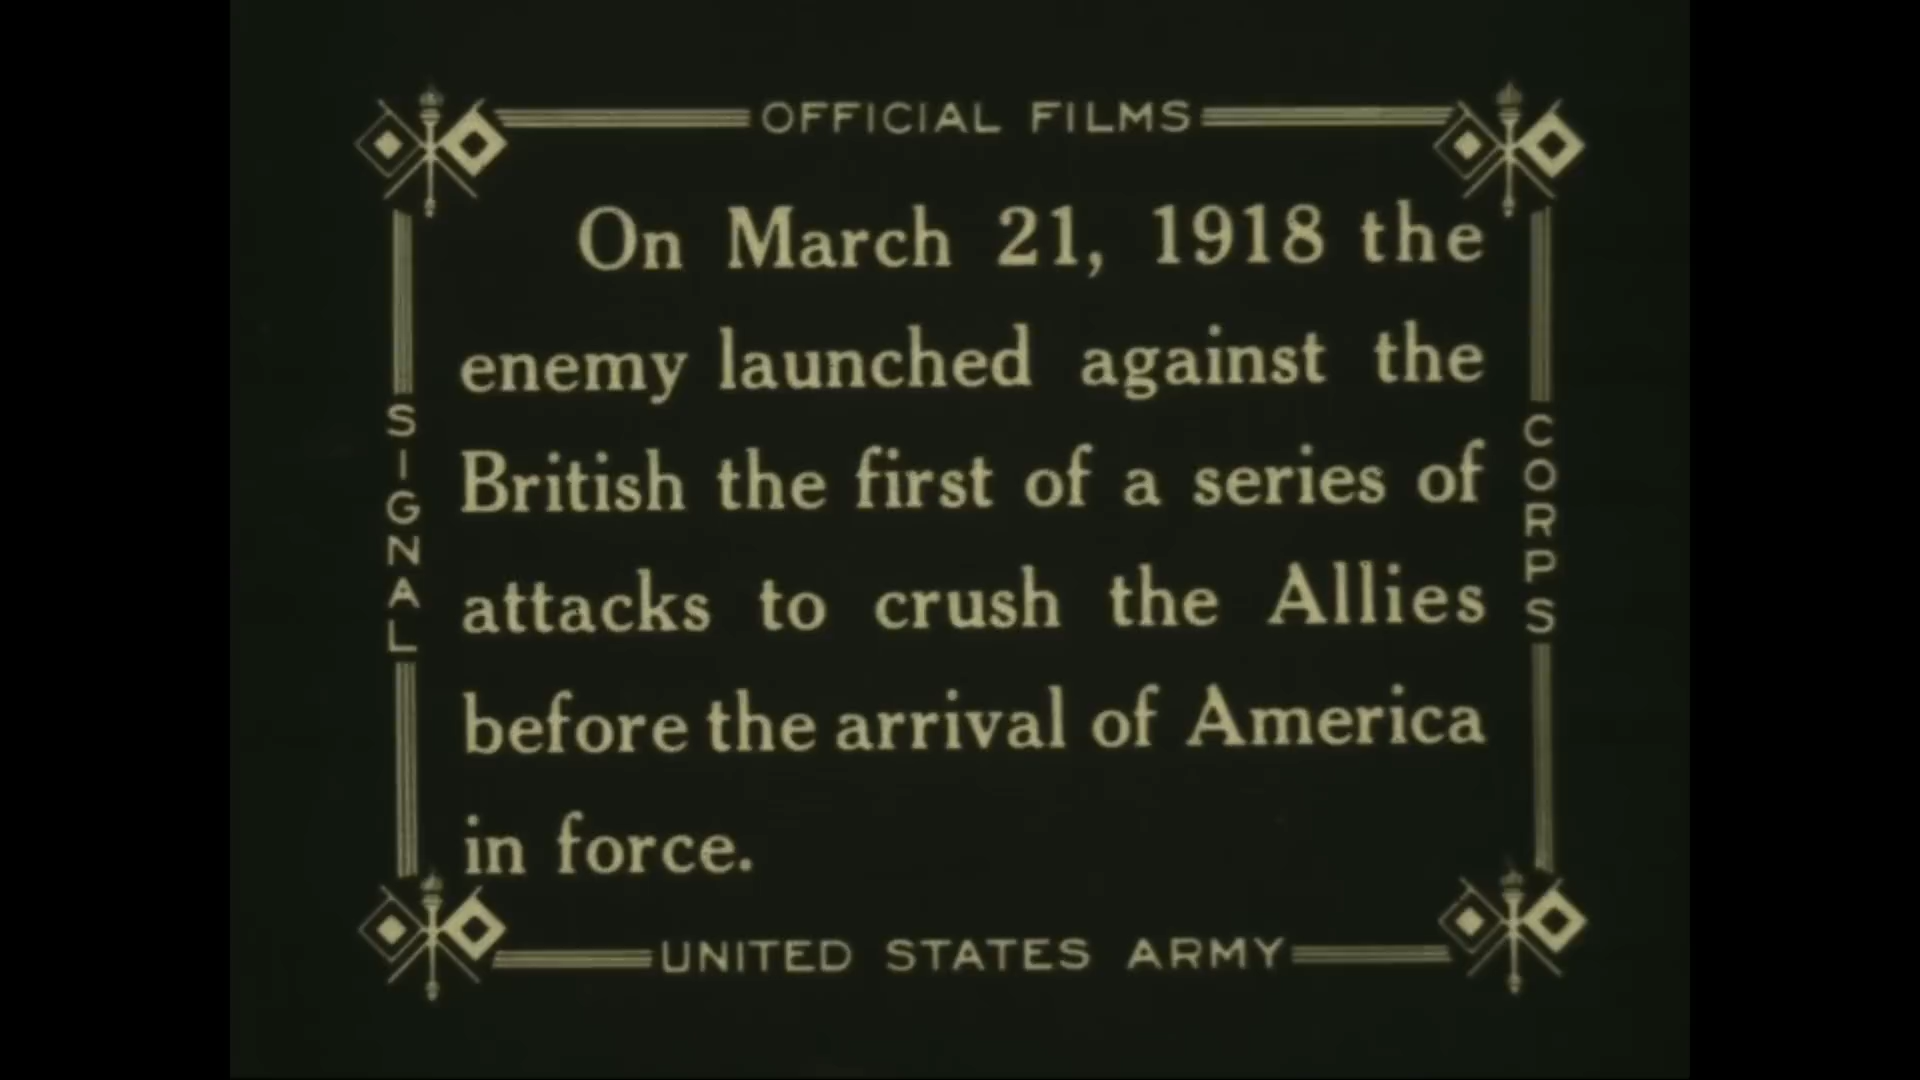 OFFICIAL FILMS
On March 21, 1918 the
enemy launched against the
British the first of a series of
attacks to crush the Allies
before the arrival of America
in force.
SIGNAL
CORPS
UNITED STATES ARMY